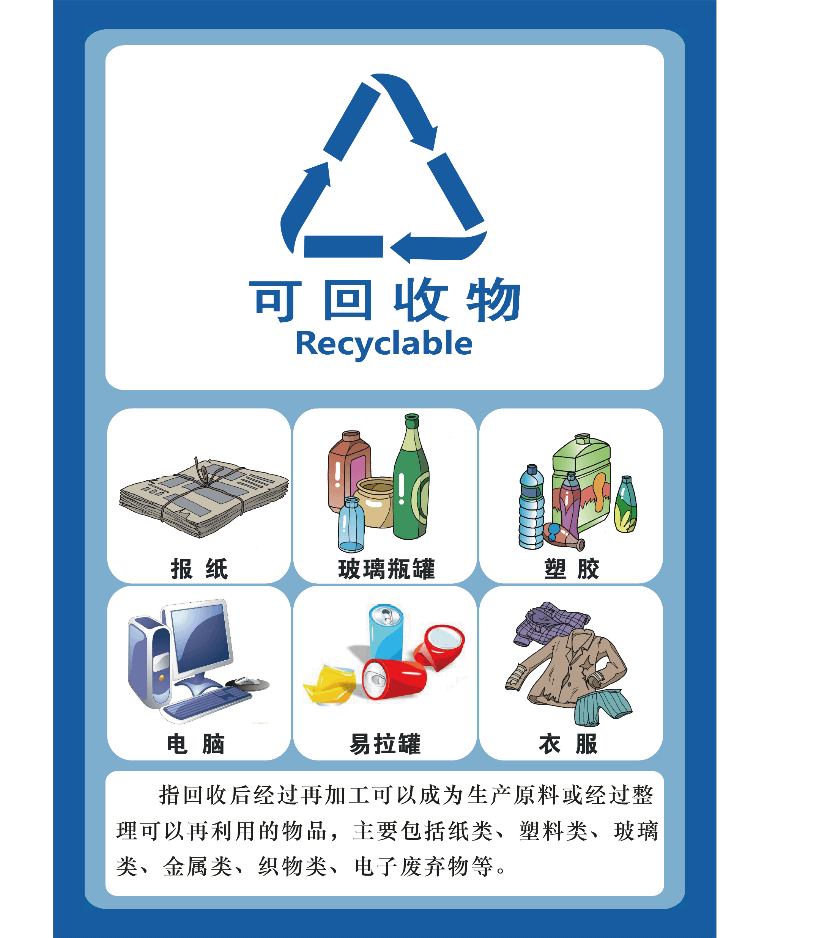 可回收物
Recyclable
报纸
玻璃瓶罐
塑胶
电脑
易拉罐
衣服
指回收后经过再加工可以成为生产原料或经过整
理可以再利用的物品，主要包括纸类、塑料类、玻璃
类、金属类、织物类、电子废弃物等。